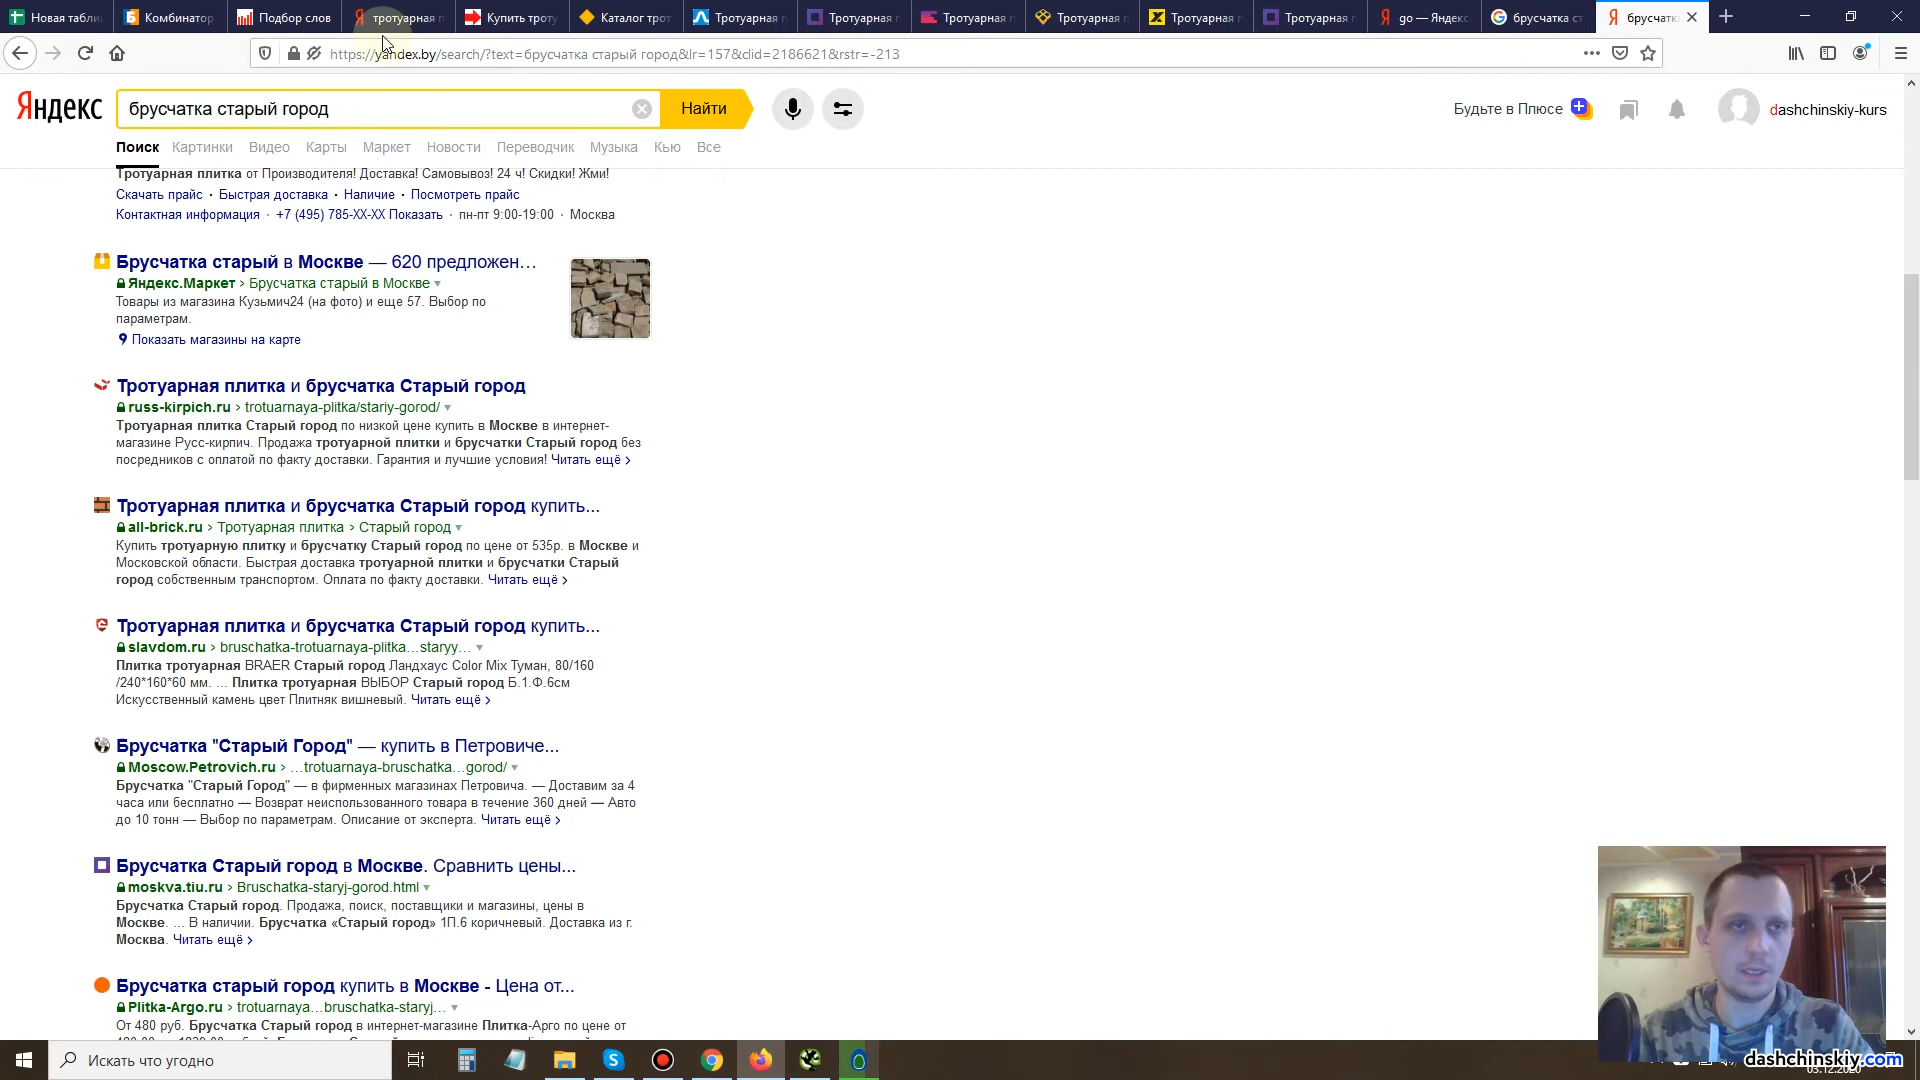 Новая табли
Комбинатор
Подбор слов
тротуарная п
Купить троту
Каталог трот
Тротуарная п
Тротуарная п
Тротуарная п
Тротуарная п
Тротуарная п
Тротуарная п
go — Яндекс
брусчатка ст
брусчатка
https://yandex.by/search/?text=брусчатка старый город&lr=157&clid=2186621&rstr=-213
Яндекс
брусчатка старый город
Найти
Будьте в Плюсе
dashchinskiy-kurs
Поиск Картинки Видео Карты Маркет Новости Переводчик Музыка Кью Все
Тротуарная плитка от Производителя! Доставка! Самовывоз! 24 ч! Скидки! Жми!
Скачать прайс · Быстрая доставка · Наличие · Посмотреть прайс
Контактная информация · +7 (495) 785-XX-XX Показать · пн-пт 9:00-19:00 · Москва
Брусчатка старый в Москве — 620 предложен...
Яндекс.Маркет › Брусчатка старый в Москве
Товары из магазина Кузьмич24 (на фото) и еще 57. Выбор по
параметрам.
Показать магазины на карте
Тротуарная плитка и брусчатка Старый город
russ-kirpich.ru › trotuarnaya-plitka/stariy-gorod/
Тротуарная плитка Старый город по низкой цене купить в Москве в интернет-
магазине Русс-кирпич. Продажа тротуарной плитки и брусчатки Старый город без
посредников с оплатой по факту доставки. Гарантия и лучшие условия! Читать ещё ›
Тротуарная плитка и брусчатка Старый город купить...
all-brick.ru › Тротуарная плитка › Старый город
Купить тротуарную плитку и брусчатку Старый город по цене от 535р. в Москве и
Московской области. Быстрая доставка тротуарной плитки и брусчатки Старый
город собственным транспортом. Оплата по факту доставки. Читать ещё ›
Тротуарная плитка и брусчатка Старый город купить...
slavdom.ru › bruschatka-trotuarnaya-plitka...staryy...
Плитка тротуарная BRAER Старый город Ландхаус Color Mix Туман, 80/160
/240*160*60 мм. ... Плитка тротуарная ВЫБОР Старый город Б.1.Ф.6см
Искусственный камень цвет Плитняк вишневый. Читать ещё ›
Брусчатка "Старый Город" — купить в Петровиче...
Moscow.Petrovich.ru › ...trotuarnaya-bruschatka...gorod/
Брусчатка "Старый Город" — в фирменных магазинах Петровича. — Доставим за 4
часа или бесплатно — Возврат неиспользованного товара в течение 360 дней — Авто
до 10 тонн — Выбор по параметрам. Описание от эксперта. Читать ещё ›
Брусчатка Старый город в Москве. Сравнить цены...
moskva.tiu.ru › Bruschatka-staryj-gorod.html
Брусчатка Старый город. Продажа, поиск, поставщики и магазины, цены в
Москве. ... В наличии. Брусчатка «Старый город» 1П.6 коричневый. Доставка из г.
Москва. Читать ещё ›
Брусчатка старый город купить в Москве - Цена от...
Plitka-Argo.ru › trotuarnaya...bruschatka-staryj...
От 480 руб. Брусчатка Старый город в интернет-магазине Плитка-Арго по цене от
Искать что угодно
dashchinskiy.com
03.12.2020